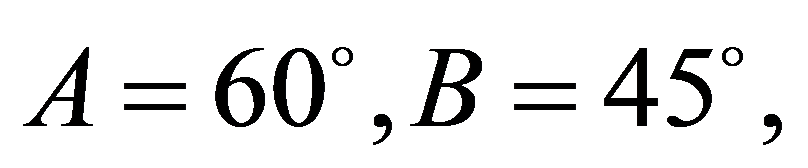 A = 60°, B = 45°,